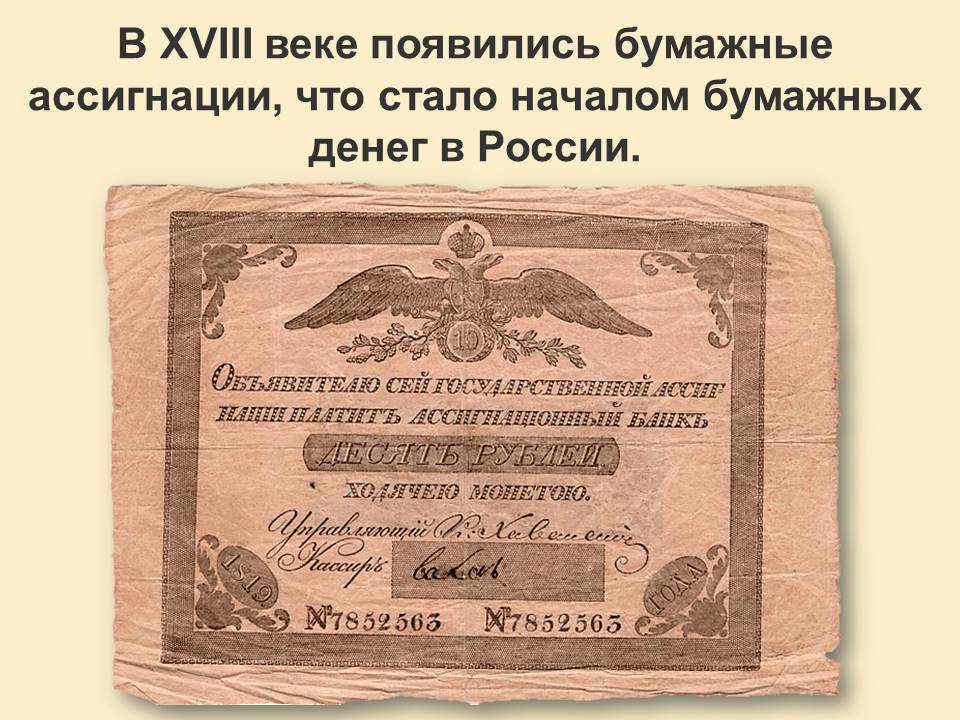 В XVIII веке появились бумажные
ассигнации, что стало началом бумажных
денег в России.
10
Объявителю сей государственной ассиг-
націи платитъ ассигнаціонный банкъ
ДЕСЯТЬ РУБЛЕЙ
ходячею монетою.
Управляющій
Кассиръ
1819 ГОДА
№7852563 №7852563